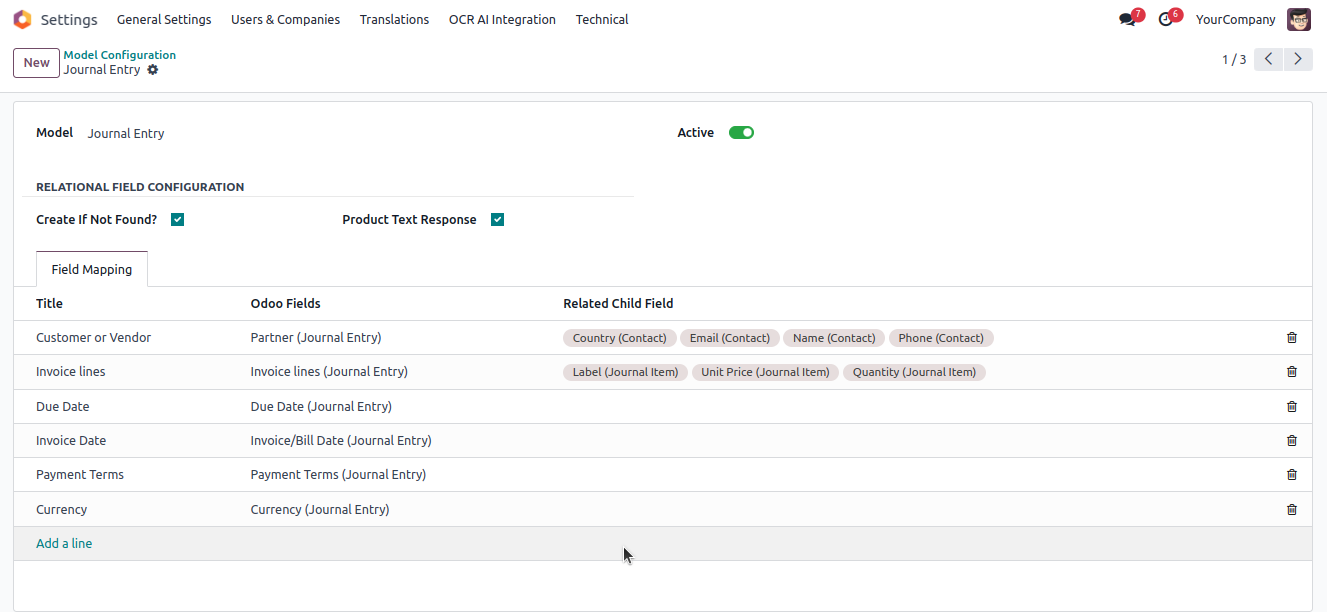 Settings General Settings Users & Companies Translations OCR AI Integration Technical 7 6 YourCompany
New Model Configuration
Journal Entry 1 / 3
Model Journal Entry Active
RELATIONAL FIELD CONFIGURATION
Create If Not Found? Product Text Response
Field Mapping
Title Odoo Fields Related Child Field
Customer or Vendor Partner (Journal Entry) Country (Contact) Email (Contact) Name (Contact) Phone (Contact)
Invoice lines Invoice lines (Journal Entry) Label (Journal Item) Unit Price (Journal Item) Quantity (Journal Item)
Due Date Due Date (Journal Entry)
Invoice Date Invoice/Bill Date (Journal Entry)
Payment Terms Payment Terms (Journal Entry)
Currency Currency (Journal Entry)
Add a line